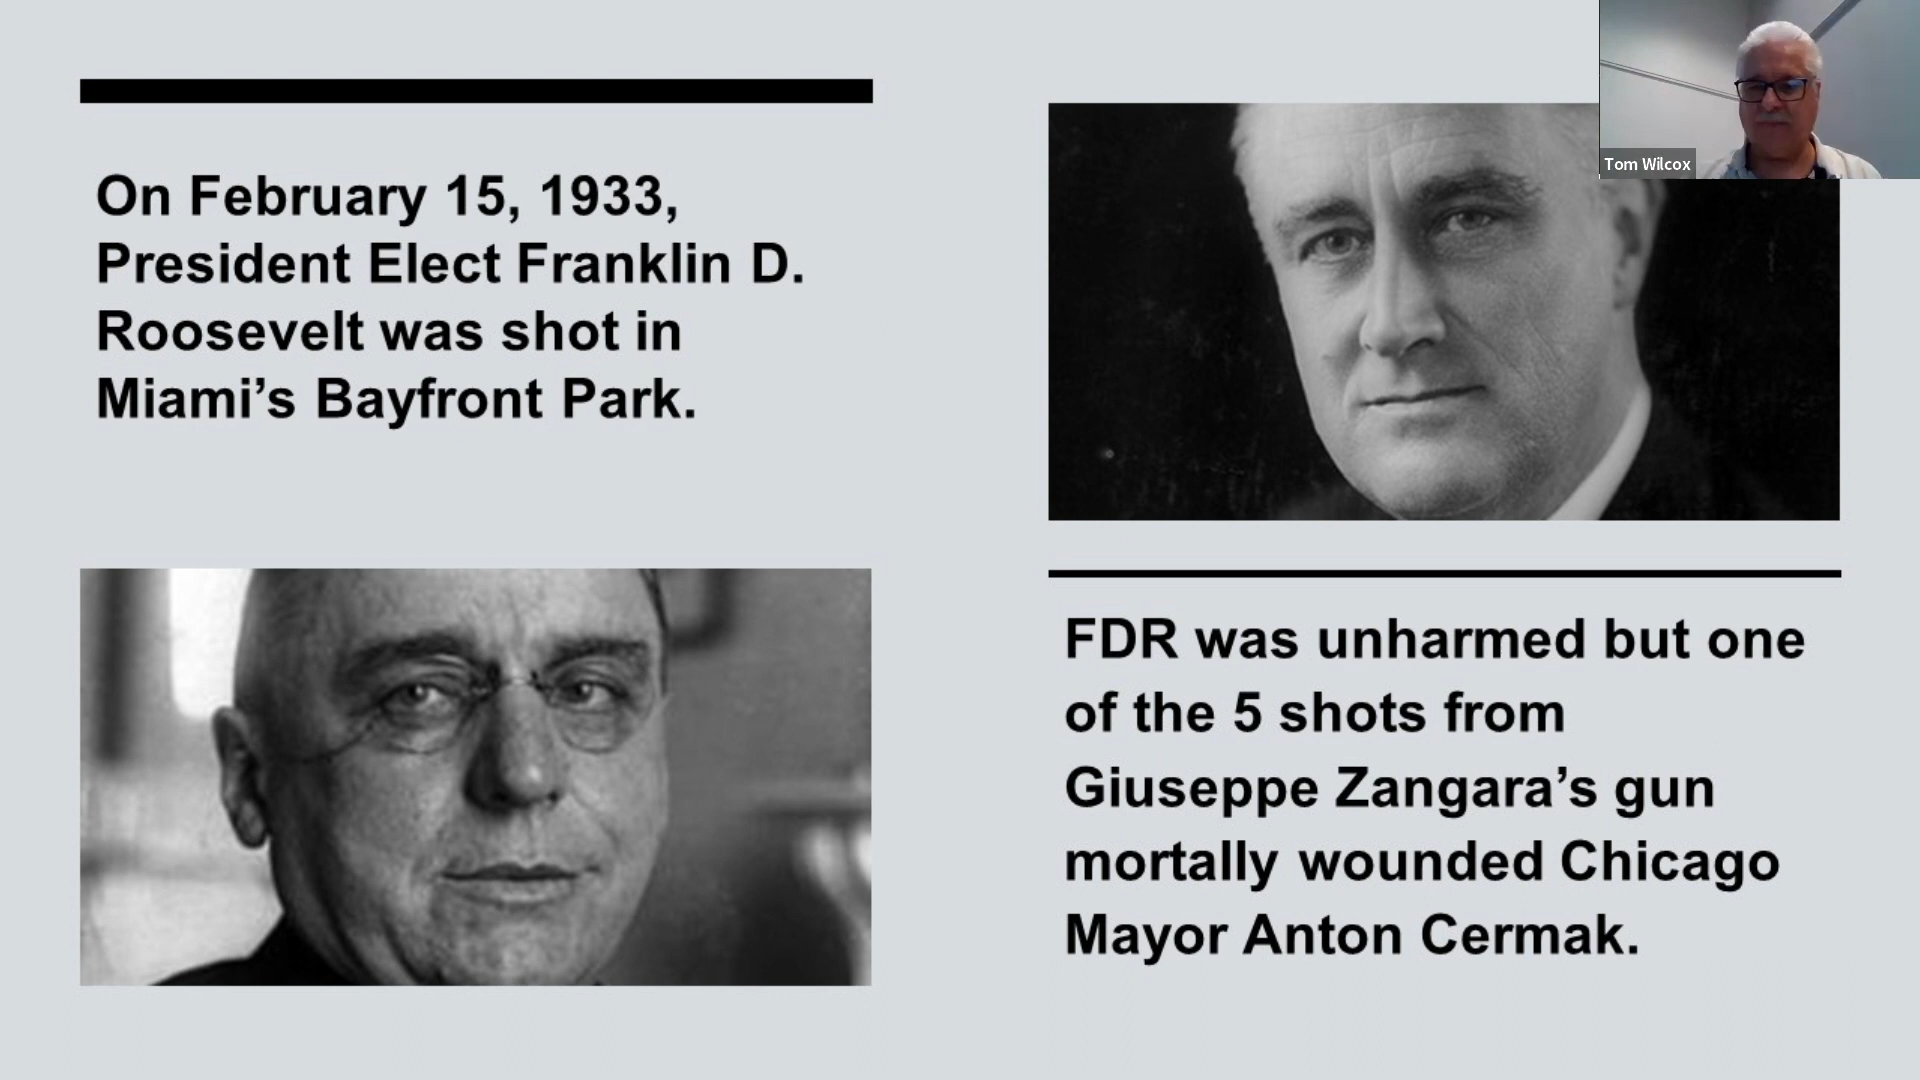 On February 15, 1933,
President Elect Franklin D.
Roosevelt was shot in
Miami’s Bayfront Park.
Tom Wilcox
FDR was unharmed but one
of the 5 shots from
Giuseppe Zangara’s gun
mortally wounded Chicago
Mayor Anton Cermak.